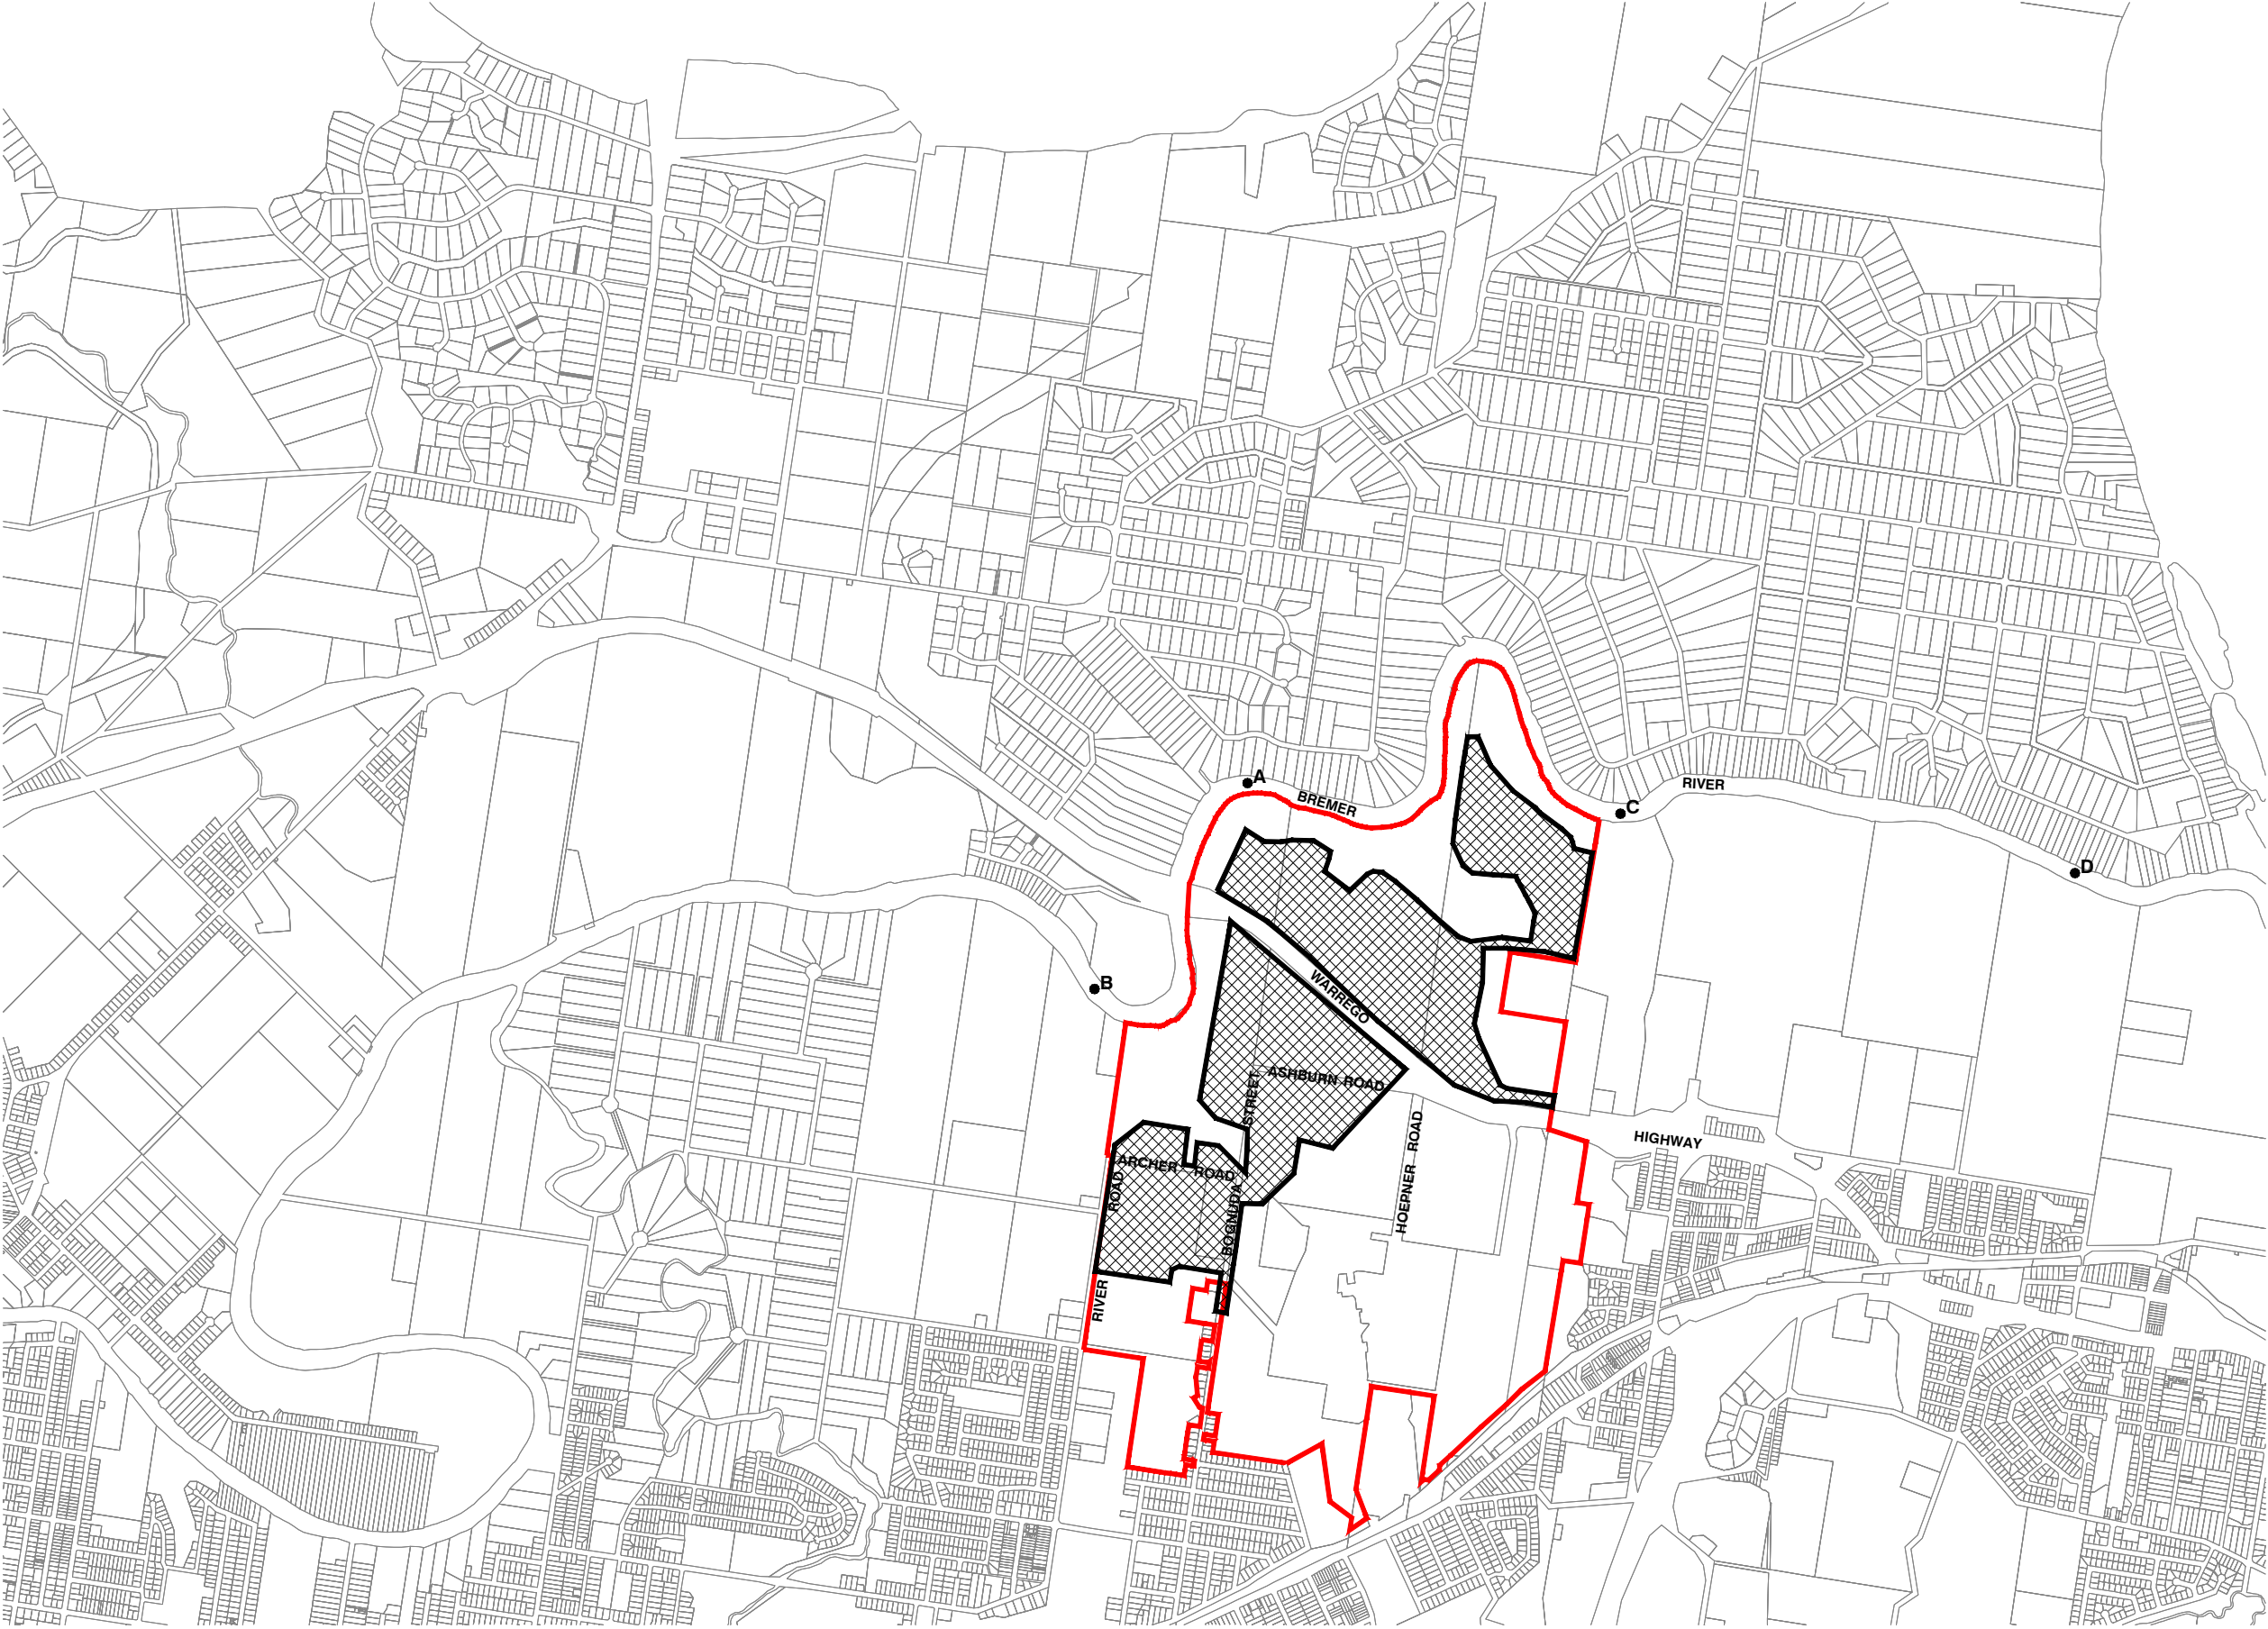 A
BREMER
RIVER
C
D
B
WARREGO
ASHBURN ROAD
STREET
HIGHWAY
HOEPNER ROAD
ARCHER ROAD
ROAD
BOGNUDA
RIVER